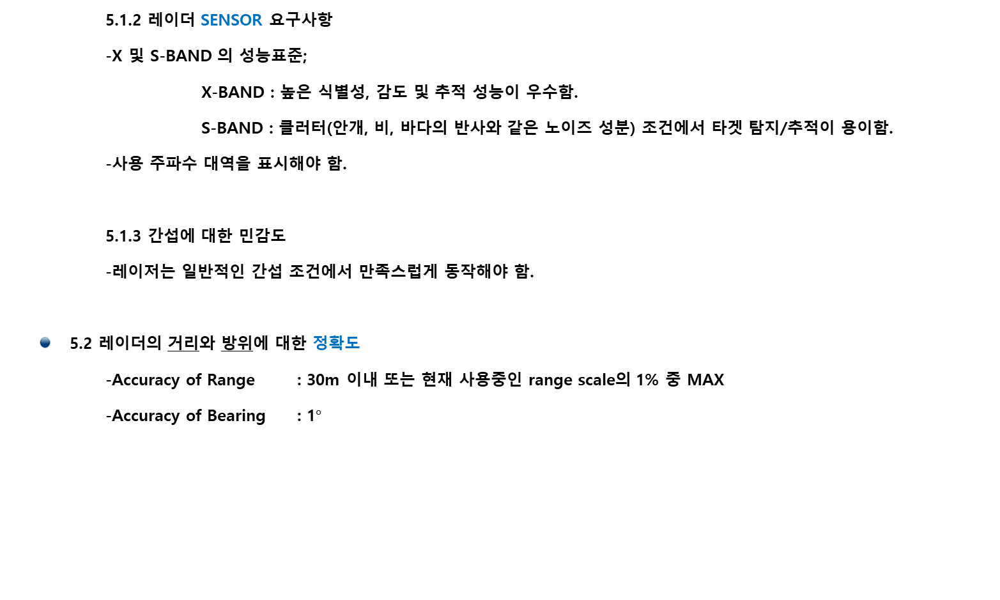 5.1.2 레이더 SENSOR 요구사항
-X 및 S-BAND 의 성능표준;
X-BAND : 높은 식별성, 감도 및 추적 성능이 우수함.
S-BAND : 클러터(안개, 비, 바다의 반사와 같은 노이즈 성분) 조건에서 타겟 탐지/추적이 용이함.
-사용 주파수 대역을 표시해야 함.
5.1.3 간섭에 대한 민감도
-레이저는 일반적인 간섭 조건에서 만족스럽게 동작해야 함.
5.2 레이더의 거리와 방위에 대한 정확도
-Accuracy of Range : 30m 이내 또는 현재 사용중인 range scale의 1% 중 MAX
-Accuracy of Bearing : 1°